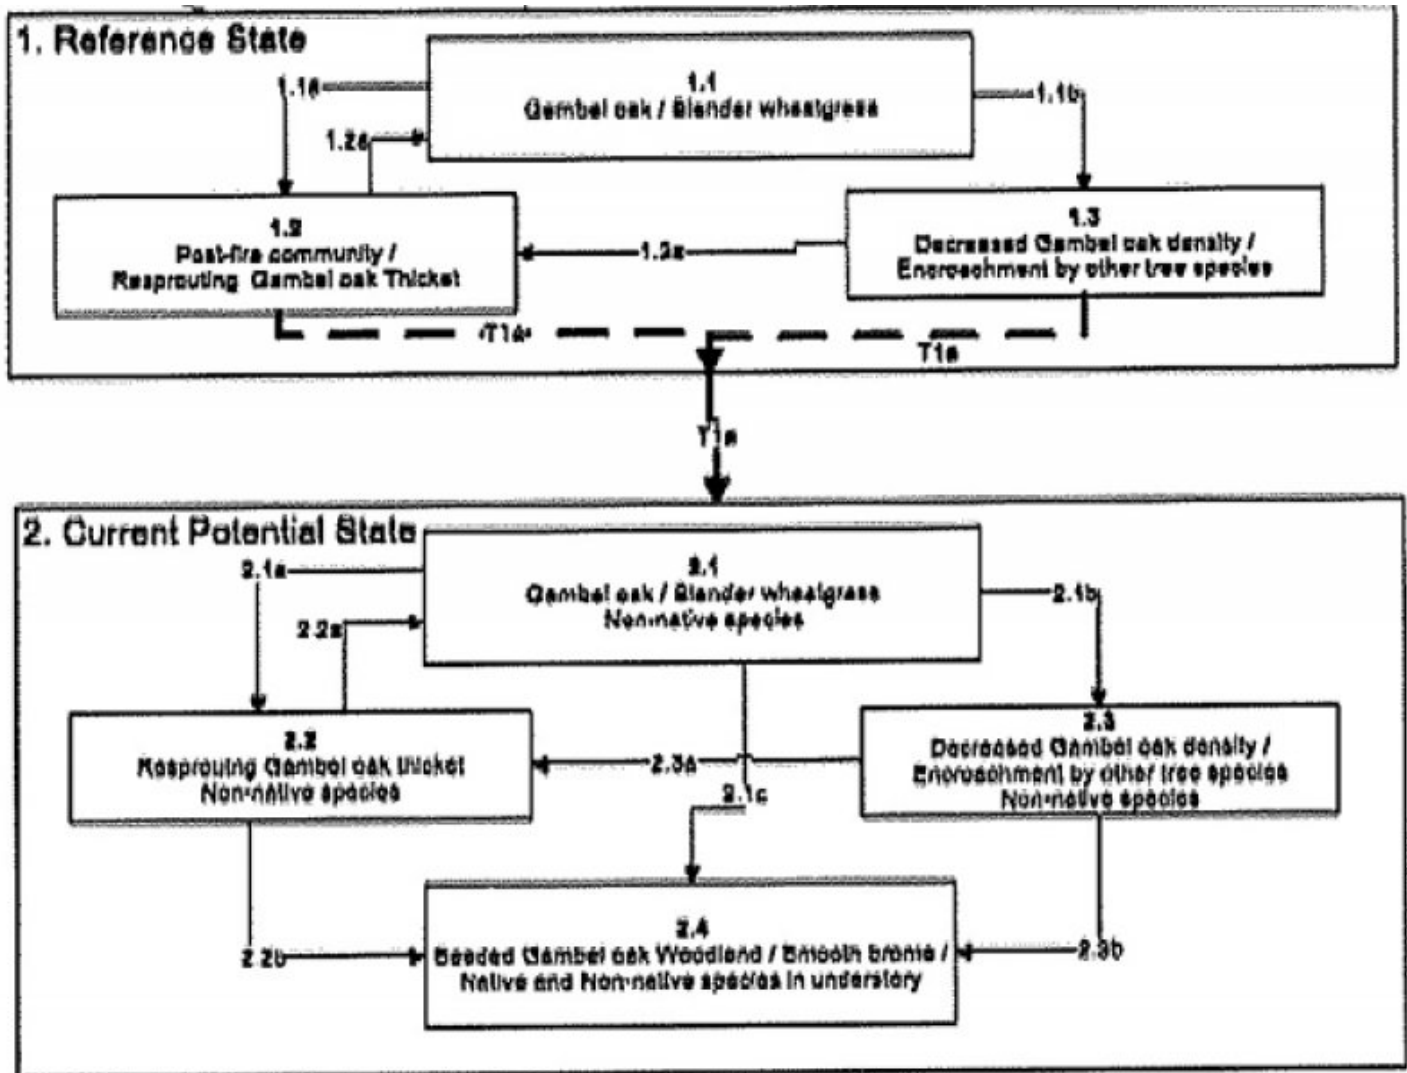 1. Reference State
1.1
Gambel oak / Slender wheatgrass
1.1a
1.1b
1.2a
1.2
Post-fire community /
Resprouting Gambel oak Thicket
1.3
Decreased Gambel oak density /
Encroachment by other tree species
T1a
T1a
T1a
2. Current Potential State
2.1
Gambel oak / Slender wheatgrass
Non-native species
2.1a
2.1b
2.2a
2.2
Resprouting Gambel oak thicket
Non-native species
2.3
Decreased Gambel oak density /
Encroachment by other tree species
Non-native species
2.3a
2.1c
2.4
Seeded Gambel oak Woodland / Smooth brome /
Native and Non-native species in understory
2.2b
2.3b